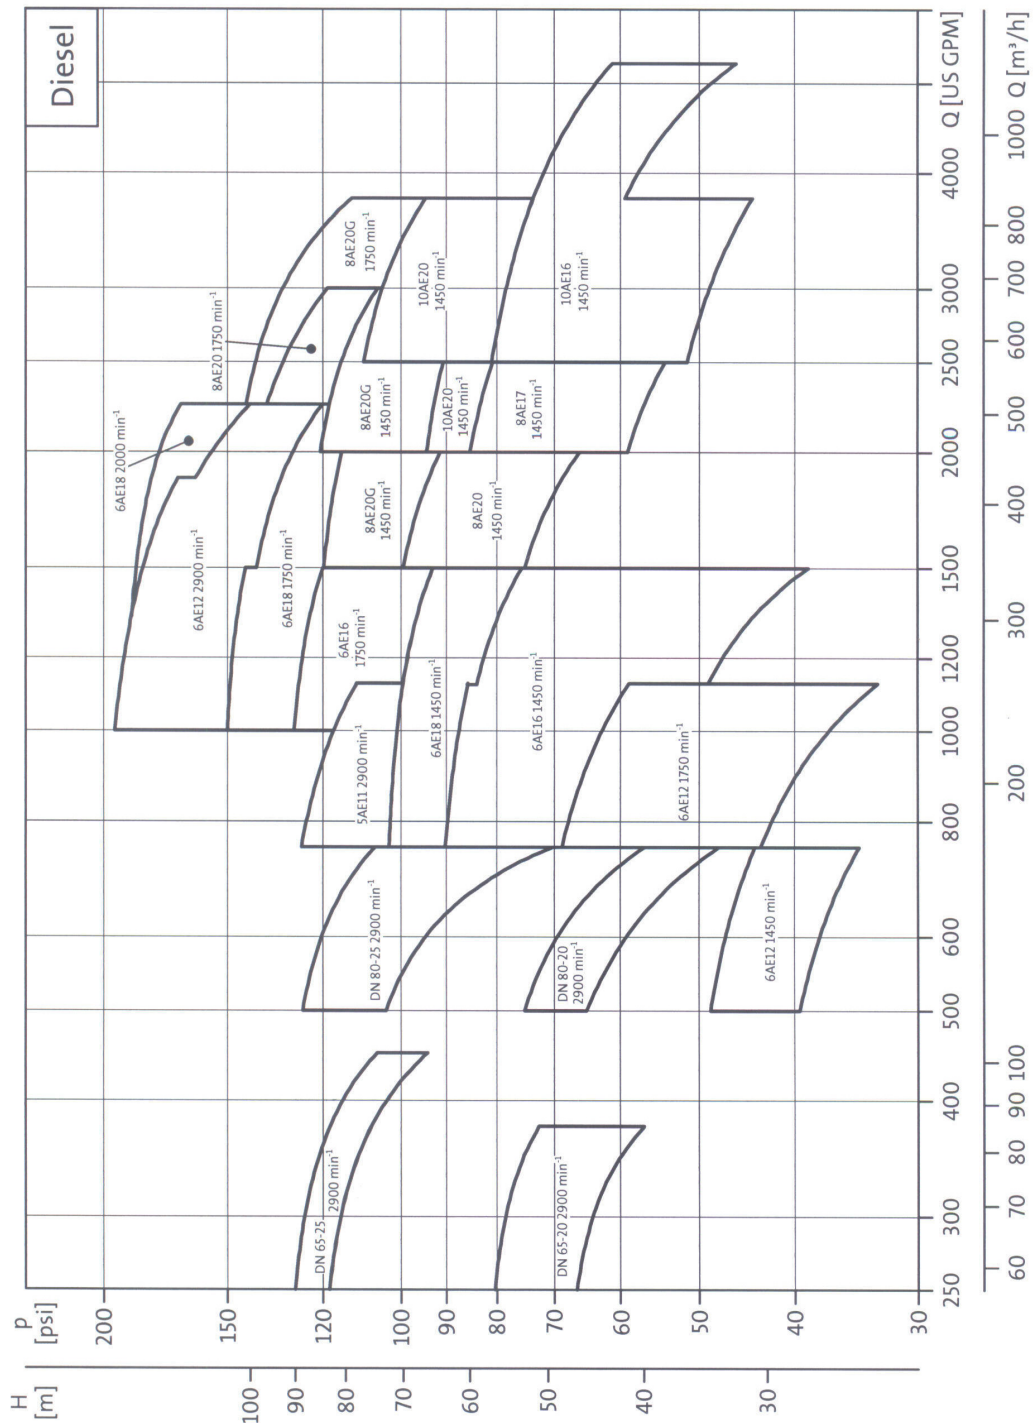 Diesel
H
[m]
p
[psi]
200
150
120
100
80
70
60
50
40
30
100
90
80
70
60
50
40
30
6AE18 2000 min⁻¹
8AE20 1750 min⁻¹
6AE12 2900 min⁻¹
6AE18 1750 min⁻¹
8AE20G
1750 min⁻¹
6AE16
1750 min⁻¹
8AE20G
1450 min⁻¹
8AE20G
1450 min⁻¹
10AE20
1450 min⁻¹
10AE20
1450 min⁻¹
DN 65-25
2900 min⁻¹
DN 80-25 2900 min⁻¹
5AE11 2900 min⁻¹
6AE18 1450 min⁻¹
8AE20
1450 min⁻¹
8AE17
1450 min⁻¹
10AE16
1450 min⁻¹
6AE16 1450 min⁻¹
DN 65-20 2900 min⁻¹
DN 80-20
2900 min⁻¹
6AE12 1750 min⁻¹
6AE12 1450 min⁻¹
250
300
400
500
600
800
1000
1200
1500
2000
2500
3000
4000
Q [US GPM]
60
70
80
90
100
200
300
400
500
600
700
800
1000
Q [m³/h]